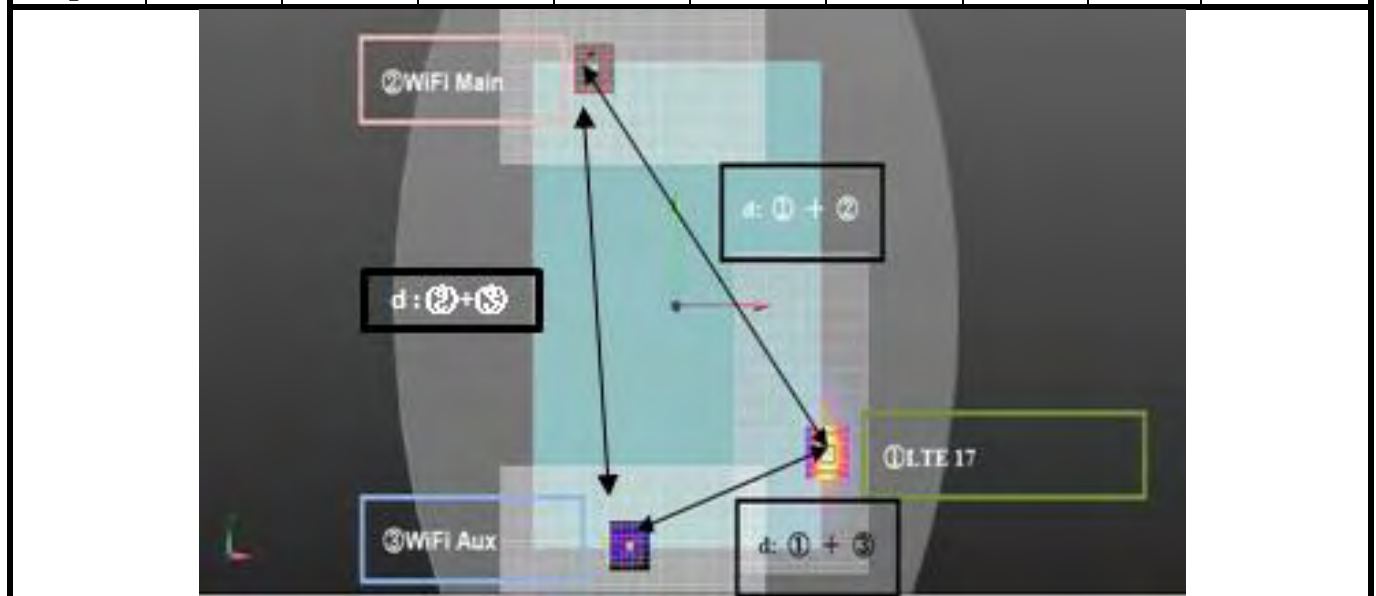 ②WiFi Main
d: ① + ②
d :②+③
①LTE 17
③WiFi Aux
d: ① + ③